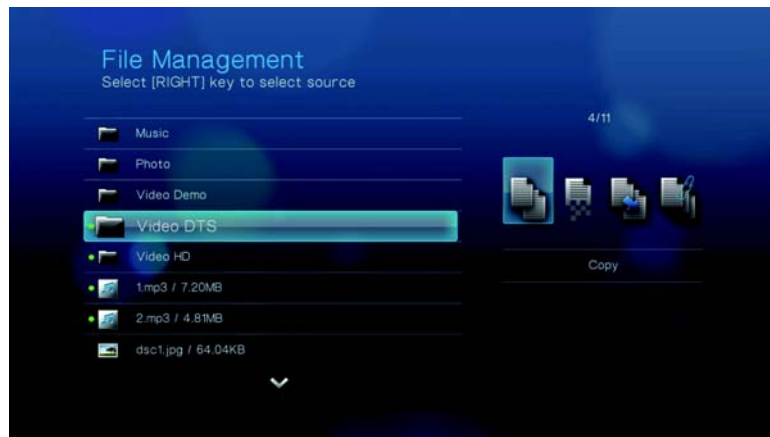 File Management
Select [RIGHT] key to select source
4/11
Music
Photo
Video Demo
Video DTS
Video HD
1.mp3 / 7.20MB
2.mp3 / 4.81MB
dsc1.jpg / 64.04KB
Copy